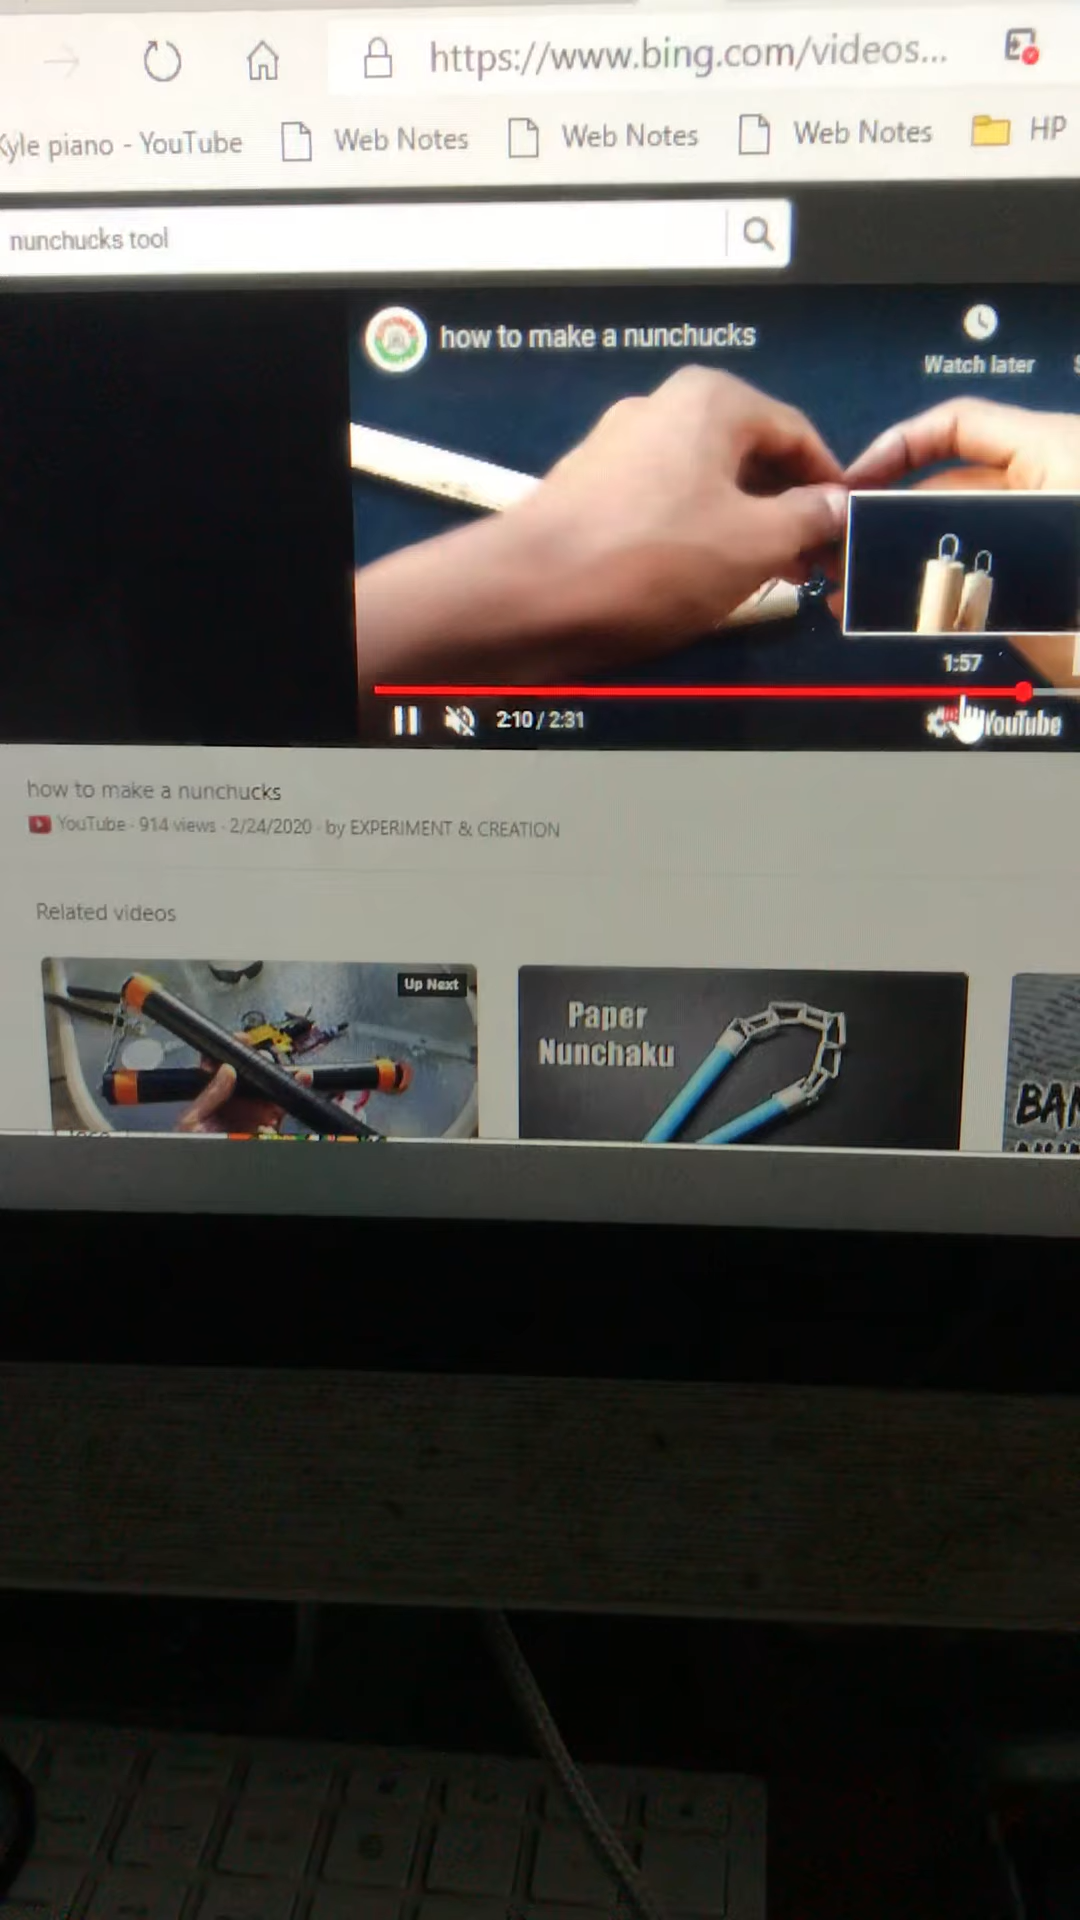 https://www.bing.com/videos...
Kyle piano - YouTube
Web Notes
Web Notes
Web Notes
HP
nunchucks tool
how to make a nunchucks
Watch later
1:57
2:10 / 2:31
YouTube
how to make a nunchucks
YouTube · 914 views · 2/24/2020 · by EXPERIMENT & CREATION
Related videos
Up Next
Paper
Nunchaku